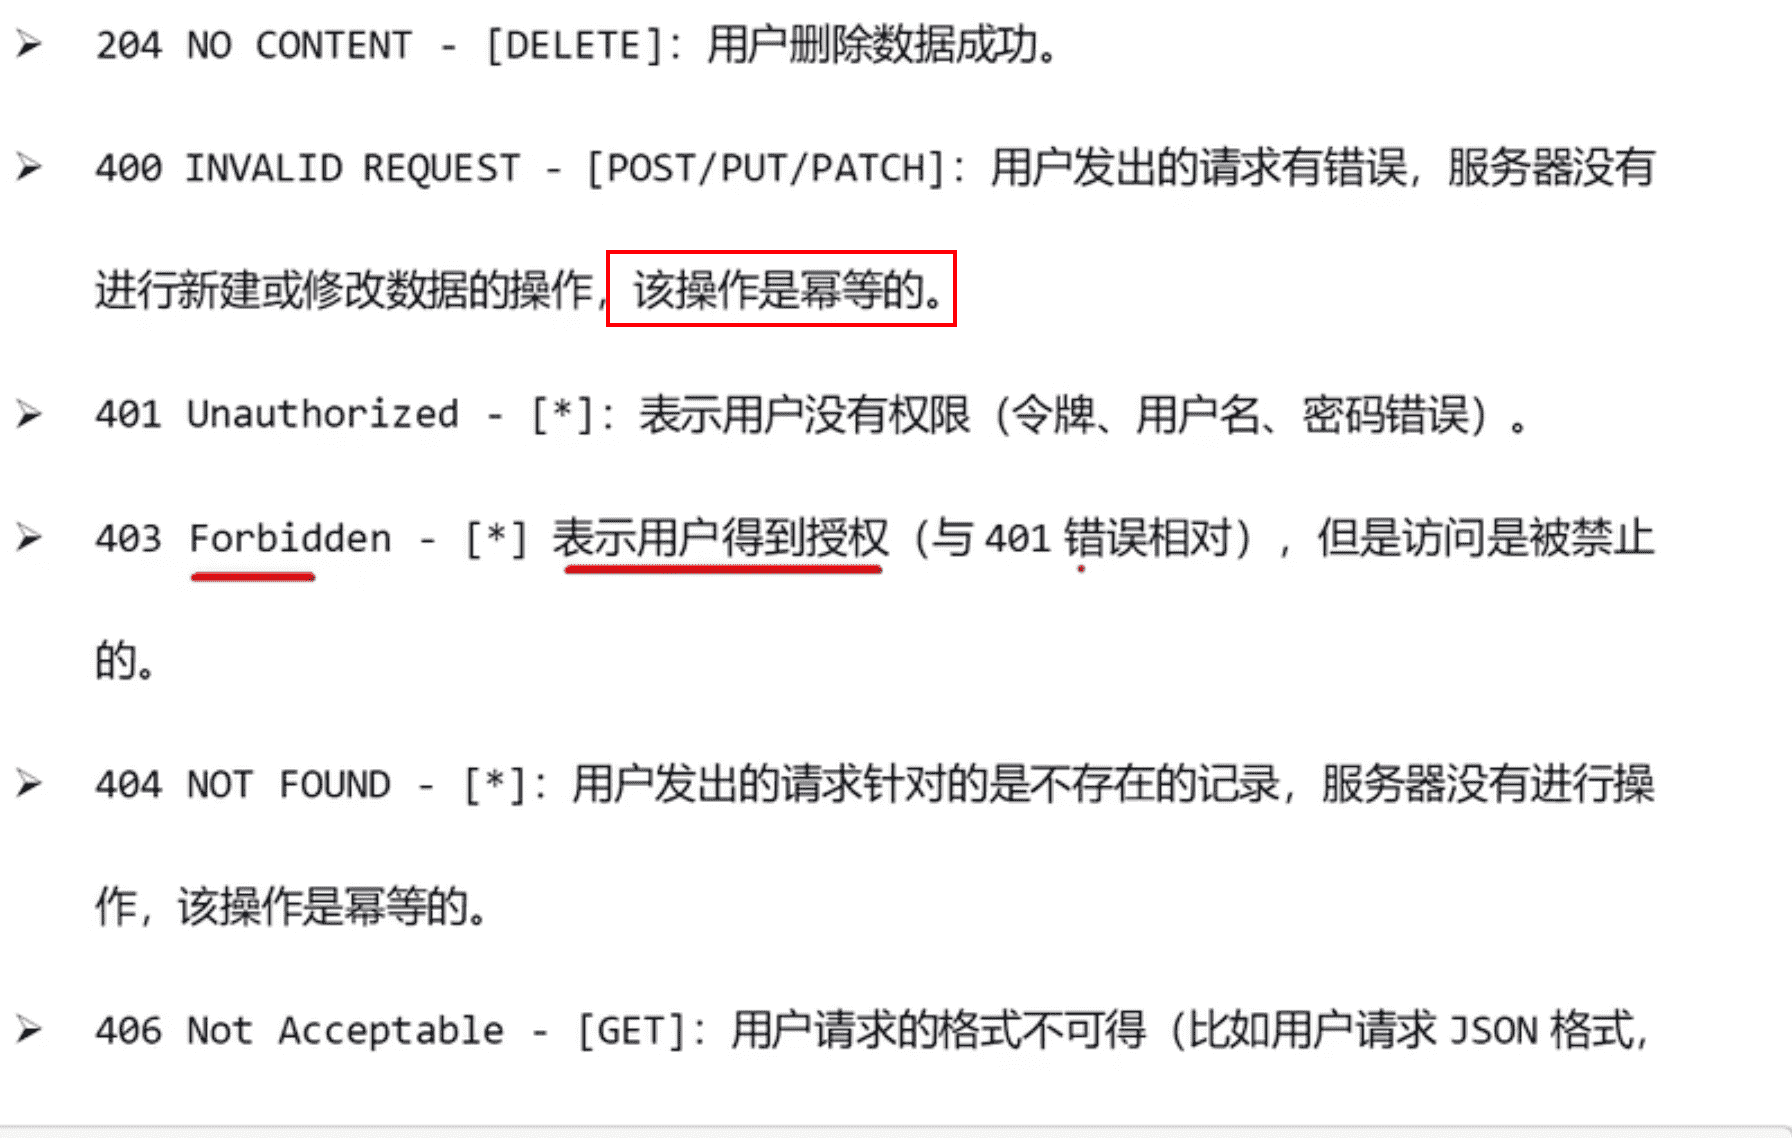 ➢ 204 NO CONTENT - [DELETE]：用户删除数据成功。
➢ 400 INVALID REQUEST - [POST/PUT/PATCH]：用户发出的请求有错误，服务器没有
进行新建或修改数据的操作，该操作是幂等的。
➢ 401 Unauthorized - [*]：表示用户没有权限（令牌、用户名、密码错误）。
➢ 403 Forbidden - [*] 表示用户得到授权（与 401 错误相对），但是访问是被禁止
的。
➢ 404 NOT FOUND - [*]：用户发出的请求针对的是不存在的记录，服务器没有进行操
作，该操作是幂等的。
➢ 406 Not Acceptable - [GET]：用户请求的格式不可得（比如用户请求 JSON 格式，